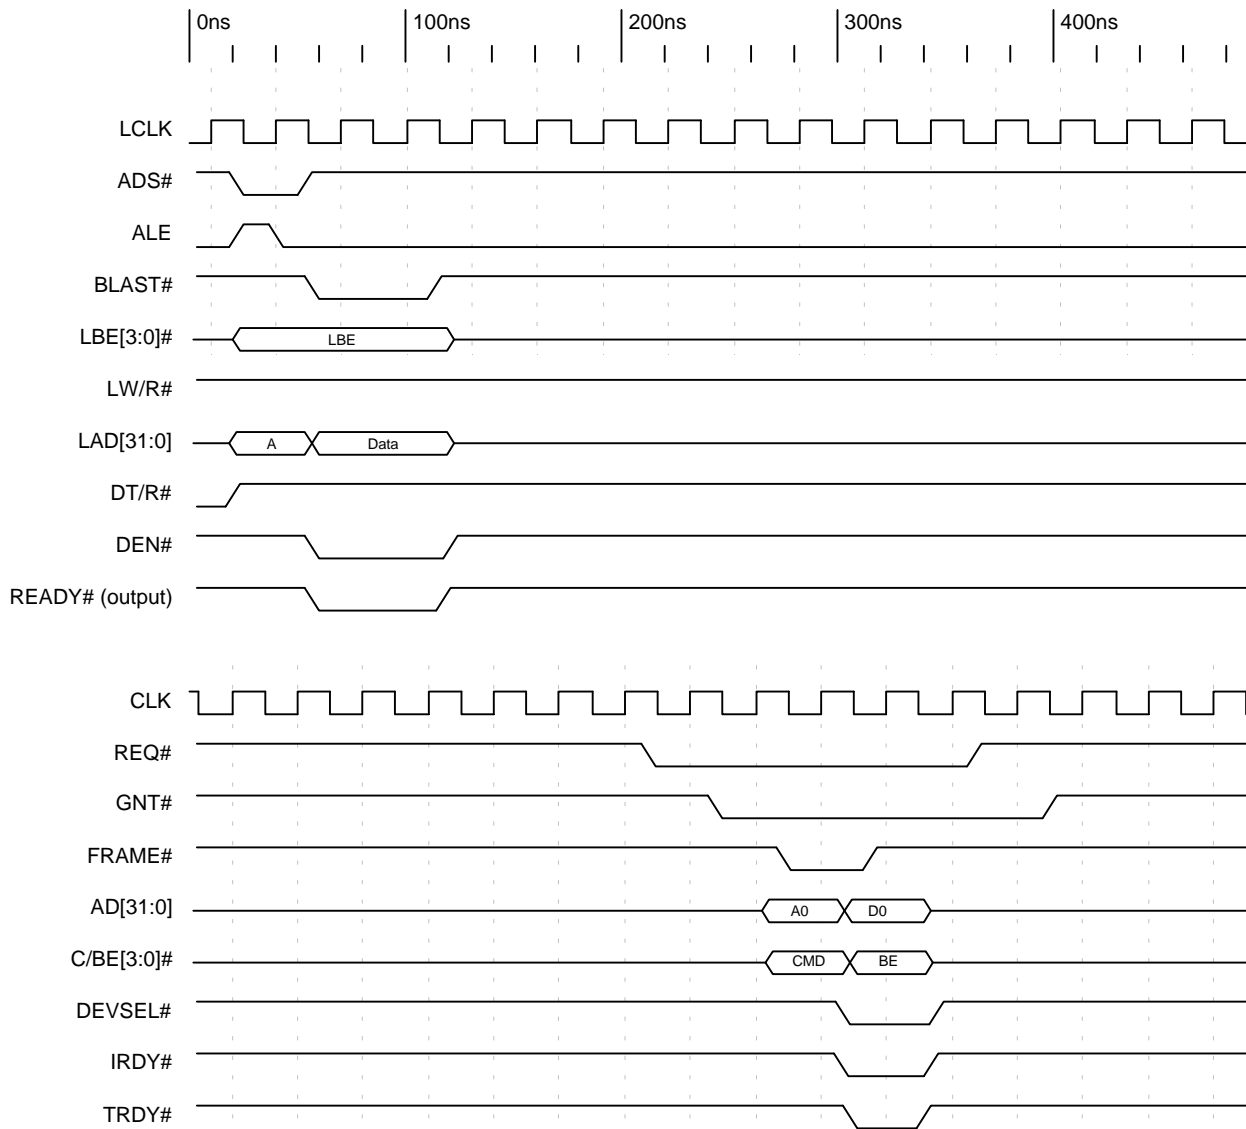 0ns 100ns 200ns 300ns 400ns
LCLK
ADS#
ALE
BLAST#
LBE[3:0]# LBE
LW/R#
LAD[31:0] A Data
DT/R#
DEN#
READY# (output)
CLK
REQ#
GNT#
FRAME#
AD[31:0] A0 D0
C/BE[3:0]# CMD BE
DEVSEL#
IRDY#
TRDY#